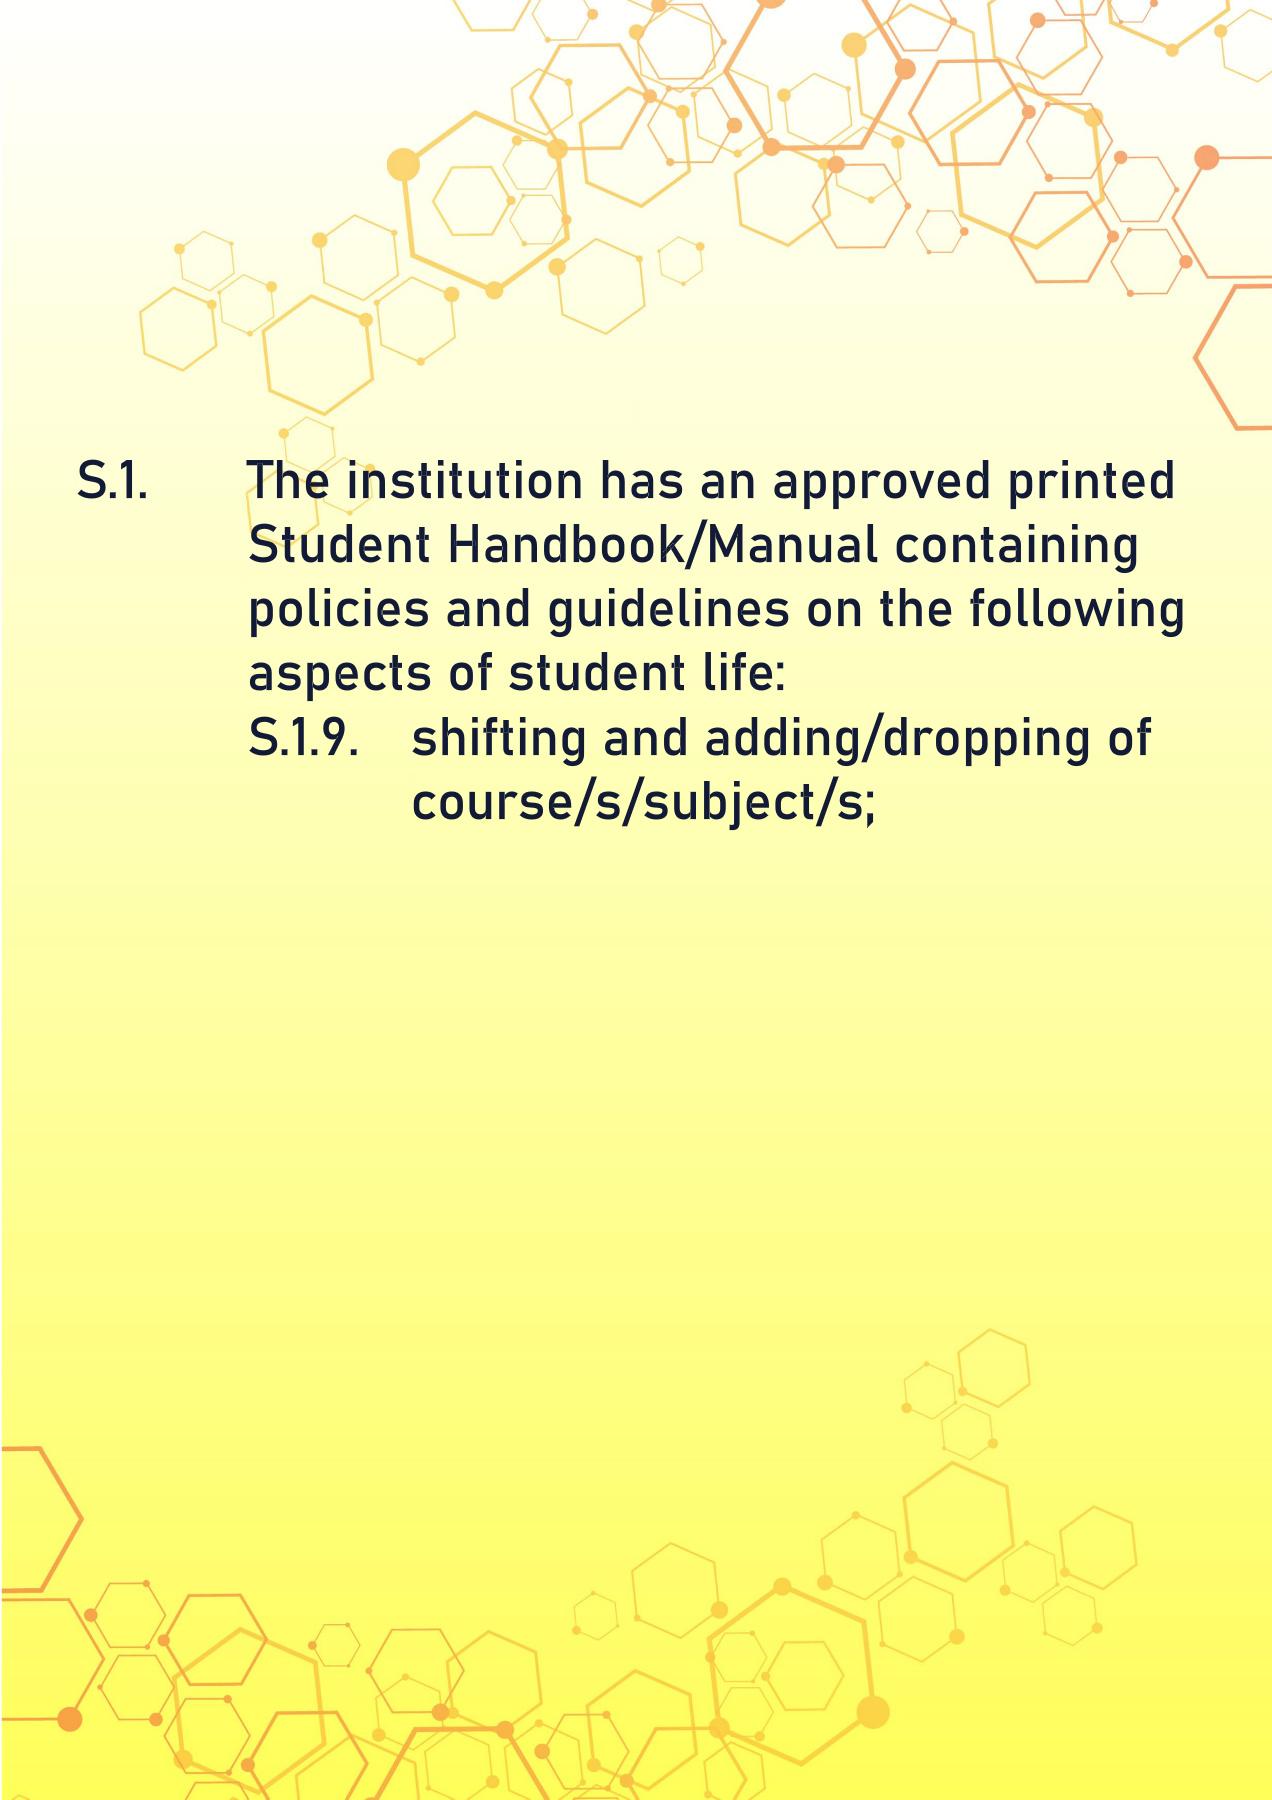 S.1. The institution has an approved printed
Student Handbook/Manual containing
policies and guidelines on the following
aspects of student life:
S.1.9. shifting and adding/dropping of
course/s/subject/s;